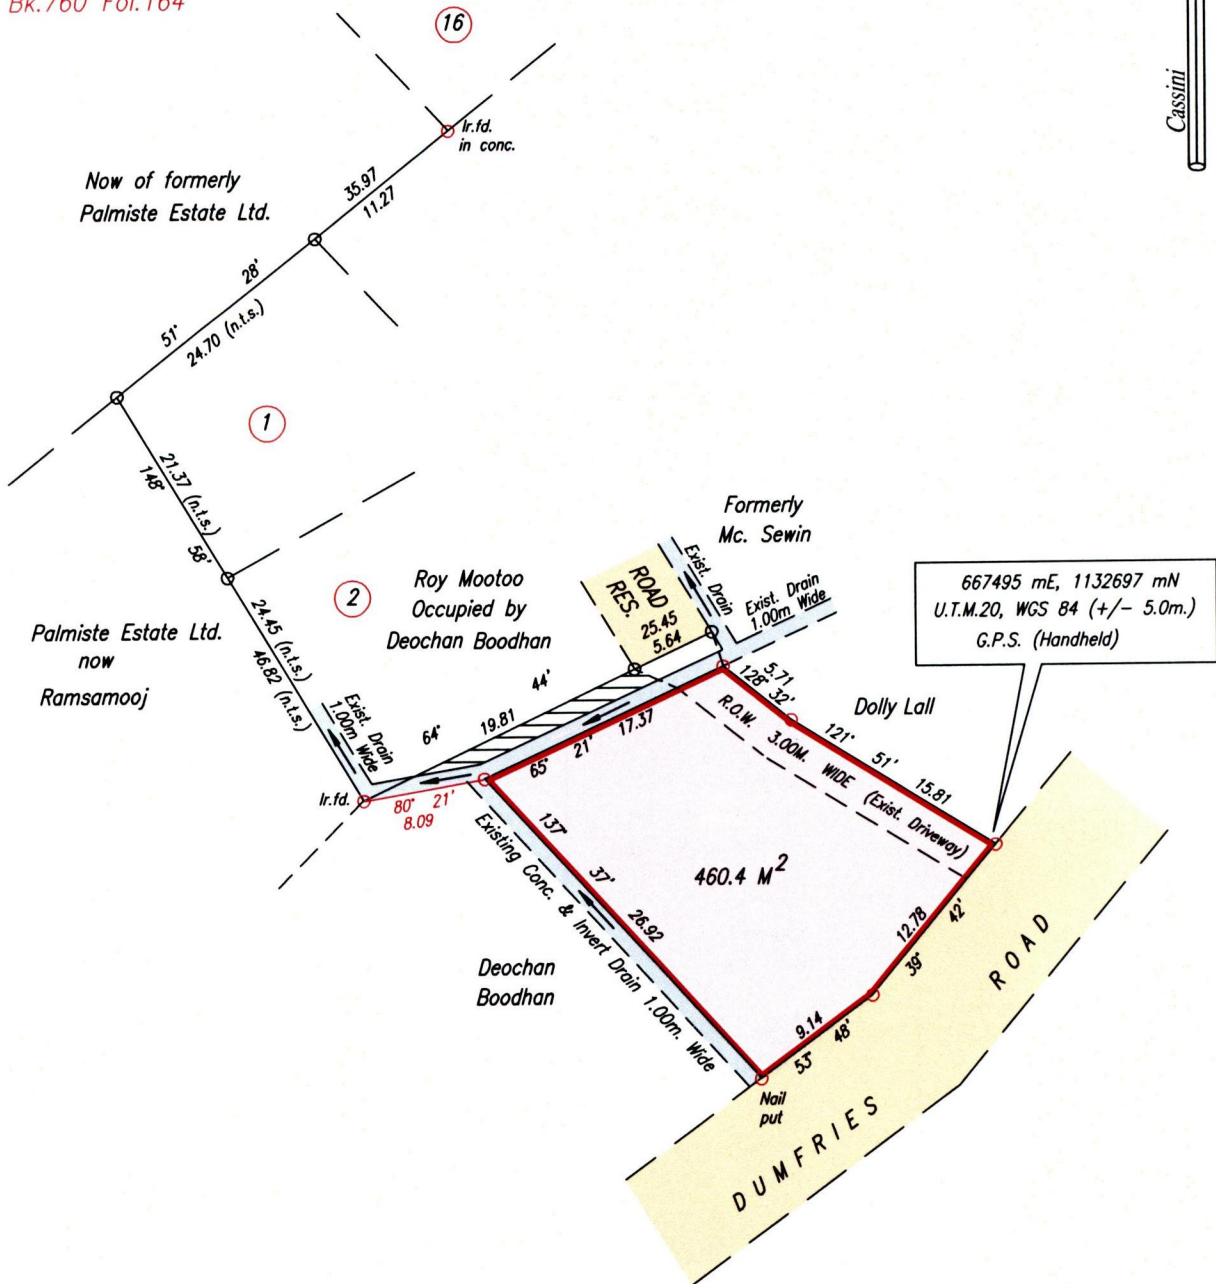 Bk.760 Fol.164
16
Cassini
Ir.fd.
in conc.
35.97
11.27
Now of formerly
Palmiste Estate Ltd.
51° 28'
24.70 (n.t.s.)
1
21.37 (n.t.s.)
148° 58'
24.45 (n.t.s.)
46.82 (n.t.s.)
2
Palmiste Estate Ltd.
now
Ramsamooj
Roy Mootoo
Occupied by
Deochan Boodhan
Formerly
Mc. Sewin
ROAD
RES.
25.45
5.64
Exist. Drain
Exist. Drain
1.00m Wide
667495 mE, 1132697 mN
U.T.M.20, WGS 84 (+/- 5.0m.)
G.P.S. (Handheld)
Exist. Drain
1.00m Wide
64° 44'
19.81
Ir.fd.
80° 21'
8.09
65° 21' 17.37
5.71
128° 32'
121° 51' 15.81
Dolly Lall
R.O.W. 3.00M. WIDE (Exist. Driveway)
137° 37' 26.92
Existing Conc. & Invert Drain 1.00m. Wide
460.4 M²
12.78
39° 42'
Deochan
Boodhan
9.14
53° 48'
Nail
put
DUMFRIES ROAD